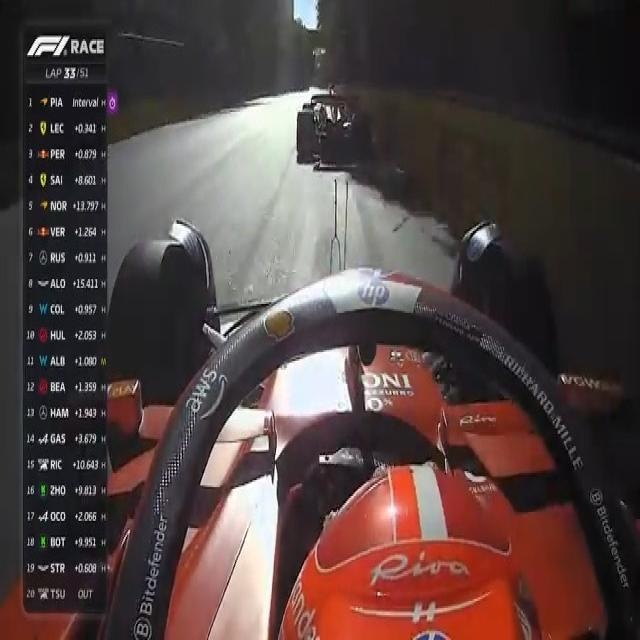 F1 RACE
LAP 33/51
1 PIA Interval H
2 LEC +0.341 H
3 PER +0.879 H
4 SAI +8.601 H
5 NOR +13.797 H
6 VER +1.264 H
7 RUS +0.911 H
8 ALO +15.411 H
9 COL +0.957 H
10 HUL +2.053 H
11 ALB +1.080 M
12 BEA +1.359 H
13 HAM +1.943 H
14 GAS +3.679 H
15 RIC +10.643 H
16 ZHO +9.813 H
17 OCO +2.066 H
18 BOT +9.951 H
19 STR +0.608 H
20 TSU OUT
hp
aws
RICHARD MILLE
Bitdefender
Bitdefender
Riva
Riva